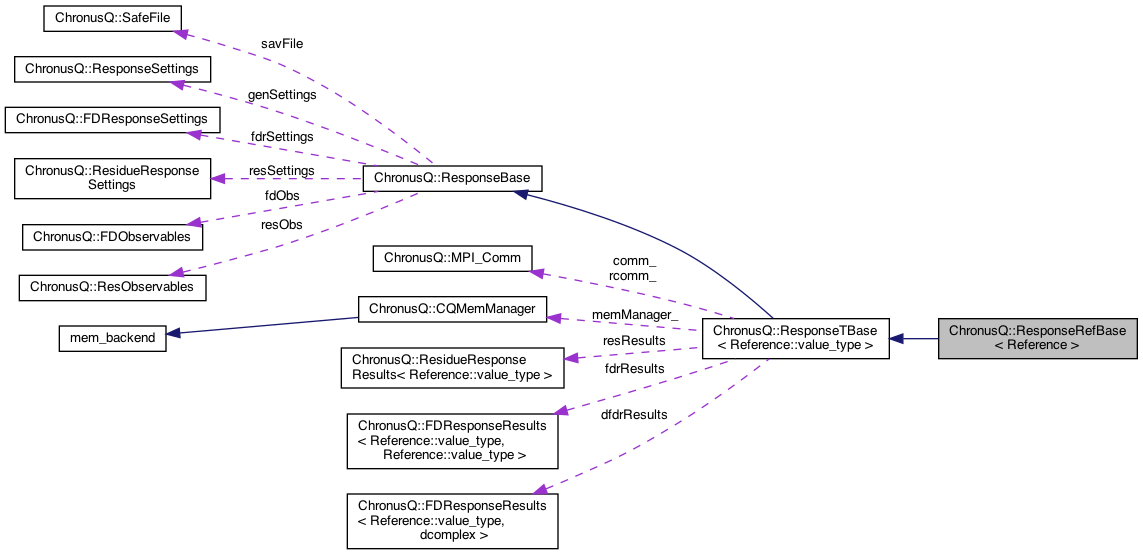 ChronusQ::SafeFile
savFile
ChronusQ::ResponseSettings
genSettings
ChronusQ::FDResponseSettings
fdrSettings
ChronusQ::ResidueResponse
Settings
resSettings
ChronusQ::ResponseBase
fdObs
ChronusQ::FDObservables
resObs
ChronusQ::ResObservables
ChronusQ::MPI_Comm
comm_
rcomm_
ChronusQ::CQMemManager
memManager_
mem_backend
ChronusQ::ResponseTBase
< Reference::value_type >
ChronusQ::ResponseRefBase
< Reference >
resResults
ChronusQ::ResidueResponse
Results< Reference::value_type >
fdrResults
ChronusQ::FDResponseResults
< Reference::value_type,
Reference::value_type >
dfdrResults
ChronusQ::FDResponseResults
< Reference::value_type,
dcomplex >